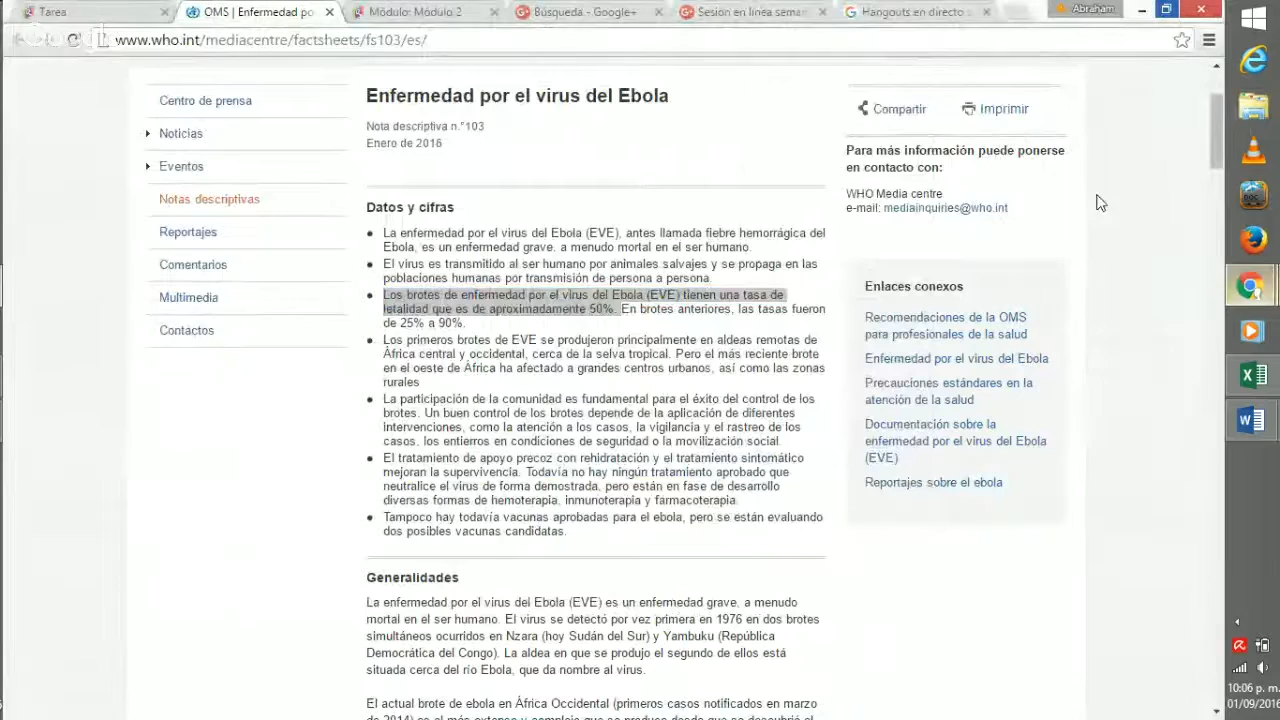 Tarea
OMS | Enfermedad po
Módulo: Módulo 2
Búsqueda - Google+
Sesión en línea sema
Hangouts en directo s
Abraham
www.who.int/mediacentre/factsheets/fs103/es/
Centro de prensa
Noticias
Eventos
Notas descriptivas
Reportajes
Comentarios
Multimedia
Contactos
Enfermedad por el virus del Ebola
Nota descriptiva n.°103
Enero de 2016
Datos y cifras
La enfermedad por el virus del Ebola (EVE), antes llamada fiebre hemorrágica del
Ebola, es un enfermedad grave, a menudo mortal en el ser humano.
El virus es transmitido al ser humano por animales salvajes y se propaga en las
poblaciones humanas por transmisión de persona a persona.
Los brotes de enfermedad por el virus del Ebola (EVE) tienen una tasa de
letalidad que es de aproximadamente 50%. En brotes anteriores, las tasas fueron
de 25% a 90%.
Los primeros brotes de EVE se produjeron principalmente en aldeas remotas de
África central y occidental, cerca de la selva tropical. Pero el más reciente brote
en el oeste de África ha afectado a grandes centros urbanos, así como las zonas
rurales
La participación de la comunidad es fundamental para el éxito del control de los
brotes. Un buen control de los brotes depende de la aplicación de diferentes
intervenciones, como la atención a los casos, la vigilancia y el rastreo de los
casos, los entierros en condiciones de seguridad o la movilización social.
El tratamiento de apoyo precoz con rehidratación y el tratamiento sintomático
mejoran la supervivencia. Todavía no hay ningún tratamiento aprobado que
neutralice el virus de forma demostrada, pero están en fase de desarrollo
diversas formas de hemoterapia, inmunoterapia y farmacoterapia.
Tampoco hay todavía vacunas aprobadas para el ebola, pero se están evaluando
dos posibles vacunas candidatas.
Generalidades
La enfermedad por el virus del Ebola (EVE) es un enfermedad grave, a menudo
mortal en el ser humano. El virus se detectó por vez primera en 1976 en dos brotes
simultáneos ocurridos en Nzara (hoy Sudán del Sur) y Yambuku (República
Democrática del Congo). La aldea en que se produjo el segundo de ellos está
situada cerca del río Ebola, que da nombre al virus.
El actual brote de ebola en África Occidental (primeros casos notificados en marzo
de 2014) es el más extenso y complejo que se produce desde que se descubrió el
Compartir
Imprimir
Para más información puede ponerse
en contacto con:
WHO Media centre
e-mail: mediainquiries@who.int
Enlaces conexos
Recomendaciones de la OMS
para profesionales de la salud
Enfermedad por el virus del Ebola
Precauciones estándares en la
atención de la salud
Documentación sobre la
enfermedad por el virus del Ebola
(EVE)
Reportajes sobre el ebola
10:06 p. m.
01/09/2016